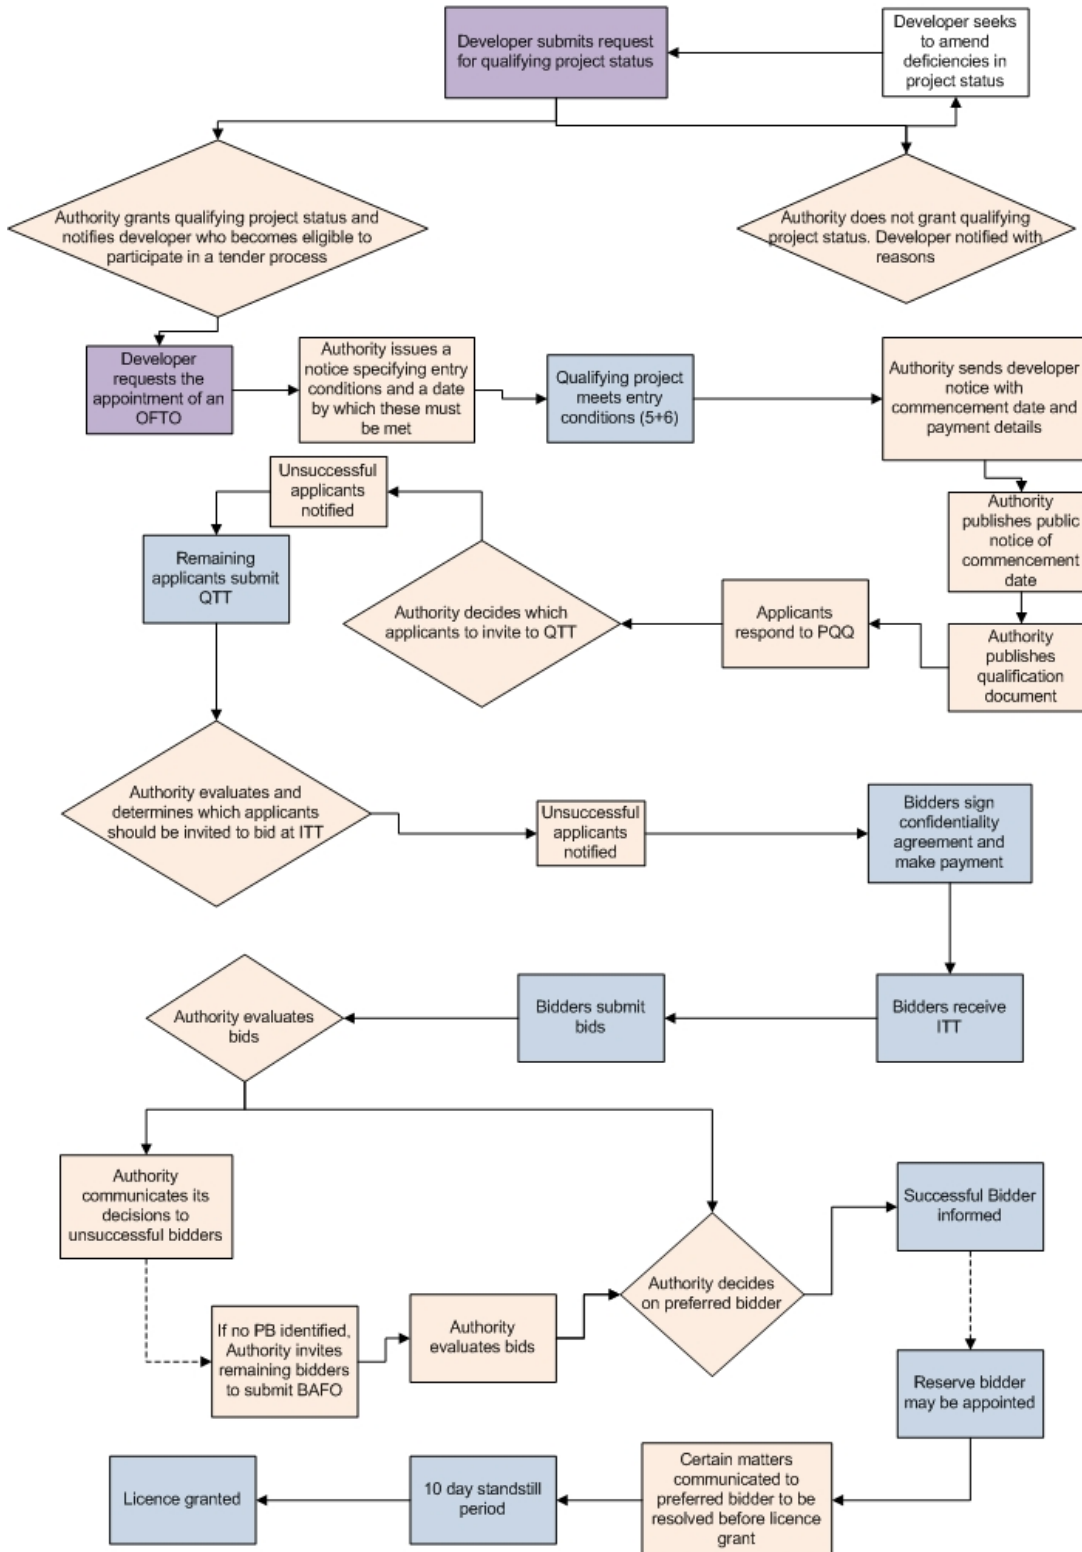 Developer submits request
for qualifying project status
Developer seeks
to amend
deficiencies in
project status
Authority grants qualifying project status and
notifies developer who becomes eligible to
participate in a tender process
Authority does not grant qualifying
project status. Developer notified with
reasons
Developer
requests the
appointment of an
OFTO
Authority issues a
notice specifying entry
conditions and a date
by which these must
be met
Qualifying project
meets entry
conditions (5+6)
Authority sends developer
notice with
commencement date and
payment details
Unsuccessful
applicants
notified
Authority
publishes public
notice of
commencement
date
Remaining
applicants submit
QTT
Authority decides which
applicants to invite to QTT
Applicants
respond to PQQ
Authority
publishes
qualification
document
Authority evaluates and
determines which applicants
should be invited to bid at ITT
Unsuccessful
applicants
notified
Bidders sign
confidentiality
agreement and
make payment
Authority evaluates
bids
Bidders submit
bids
Bidders receive
ITT
Authority
communicates its
decisions to
unsuccessful bidders
Successful Bidder
informed
If no PB identified,
Authority invites
remaining bidders
to submit BAFO
Authority
evaluates bids
Authority decides
on preferred bidder
Reserve bidder
may be appointed
Licence granted
10 day standstill
period
Certain matters
communicated to
preferred bidder to be
resolved before licence
grant